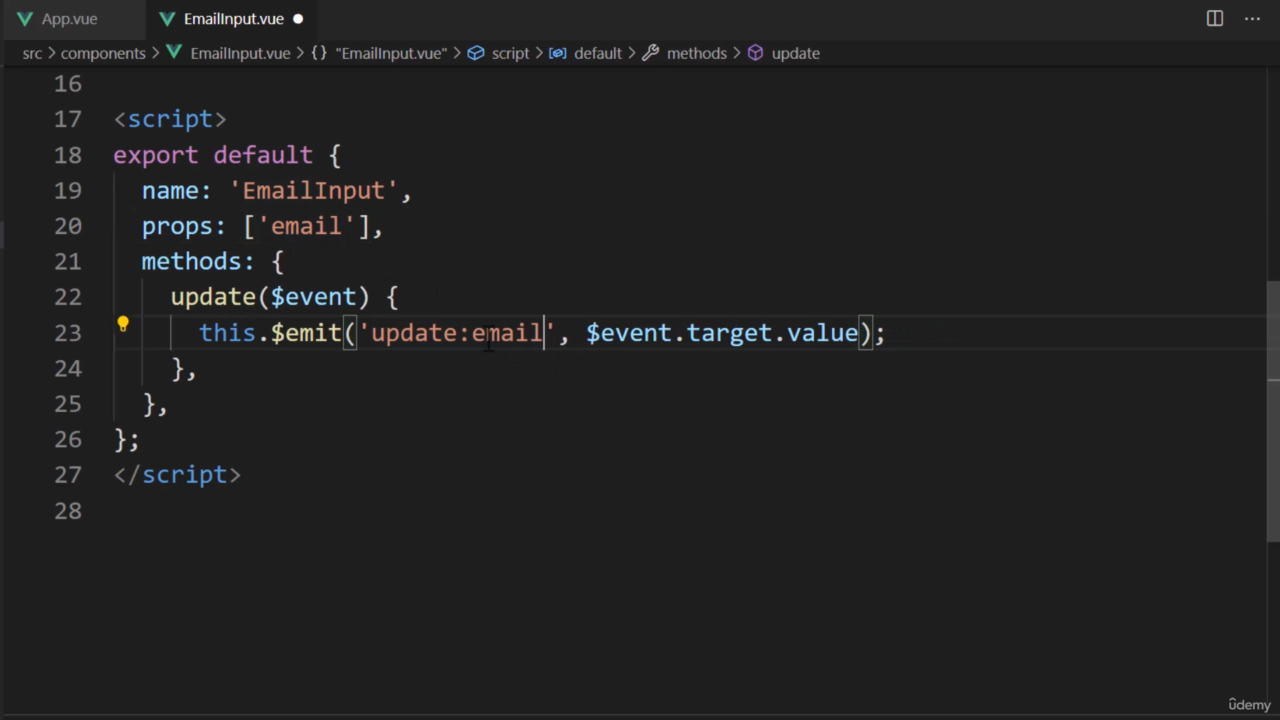 App.vue EmailInput.vue
src > components > EmailInput.vue > {} "EmailInput.vue" > script > default > methods > update
16
17 <script>
18 export default {
19 name: 'EmailInput',
20 props: ['email'],
21 methods: {
22 update($event) {
23 this.$emit('update:email', $event.target.value);
24 },
25 },
26 };
27 </script>
28
ûdemy